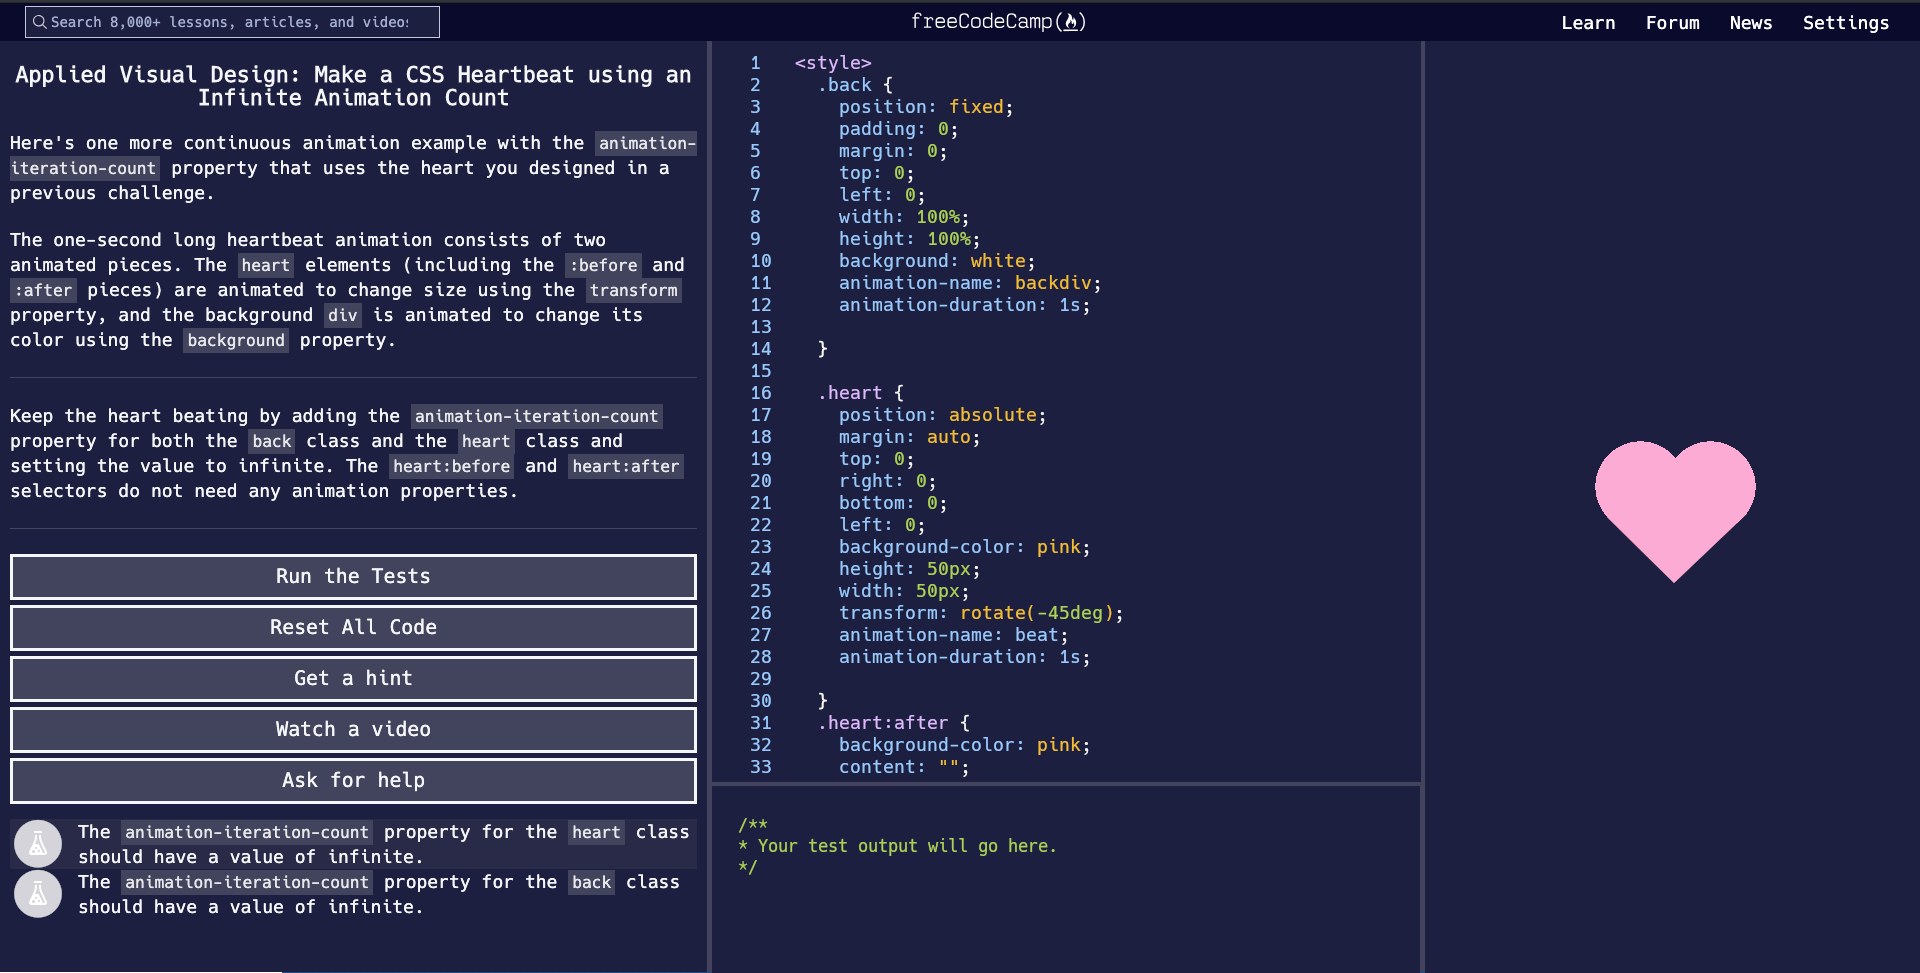 Search 8,000+ lessons, articles, and videos
freeCodeCamp
Learn Forum News Settings
Applied Visual Design: Make a CSS Heartbeat using an
Infinite Animation Count
Here's one more continuous animation example with the animation-
iteration-count property that uses the heart you designed in a
previous challenge.
The one-second long heartbeat animation consists of two
animated pieces. The heart elements (including the :before and
:after pieces) are animated to change size using the transform
property, and the background div is animated to change its
color using the background property.
Keep the heart beating by adding the animation-iteration-count
property for both the back class and the heart class and
setting the value to infinite. The heart:before and heart:after
selectors do not need any animation properties.
Run the Tests
Reset All Code
Get a hint
Watch a video
Ask for help
The animation-iteration-count property for the heart class
should have a value of infinite.
The animation-iteration-count property for the back class
should have a value of infinite.
1 <style>
2 .back {
3 position: fixed;
4 padding: 0;
5 margin: 0;
6 top: 0;
7 left: 0;
8 width: 100%;
9 height: 100%;
10 background: white;
11 animation-name: backdiv;
12 animation-duration: 1s;
13
14 }
15
16 .heart {
17 position: absolute;
18 margin: auto;
19 top: 0;
20 right: 0;
21 bottom: 0;
22 left: 0;
23 background-color: pink;
24 height: 50px;
25 width: 50px;
26 transform: rotate(-45deg);
27 animation-name: beat;
28 animation-duration: 1s;
29
30 }
31 .heart:after {
32 background-color: pink;
33 content: "";
/**
* Your test output will go here.
*/